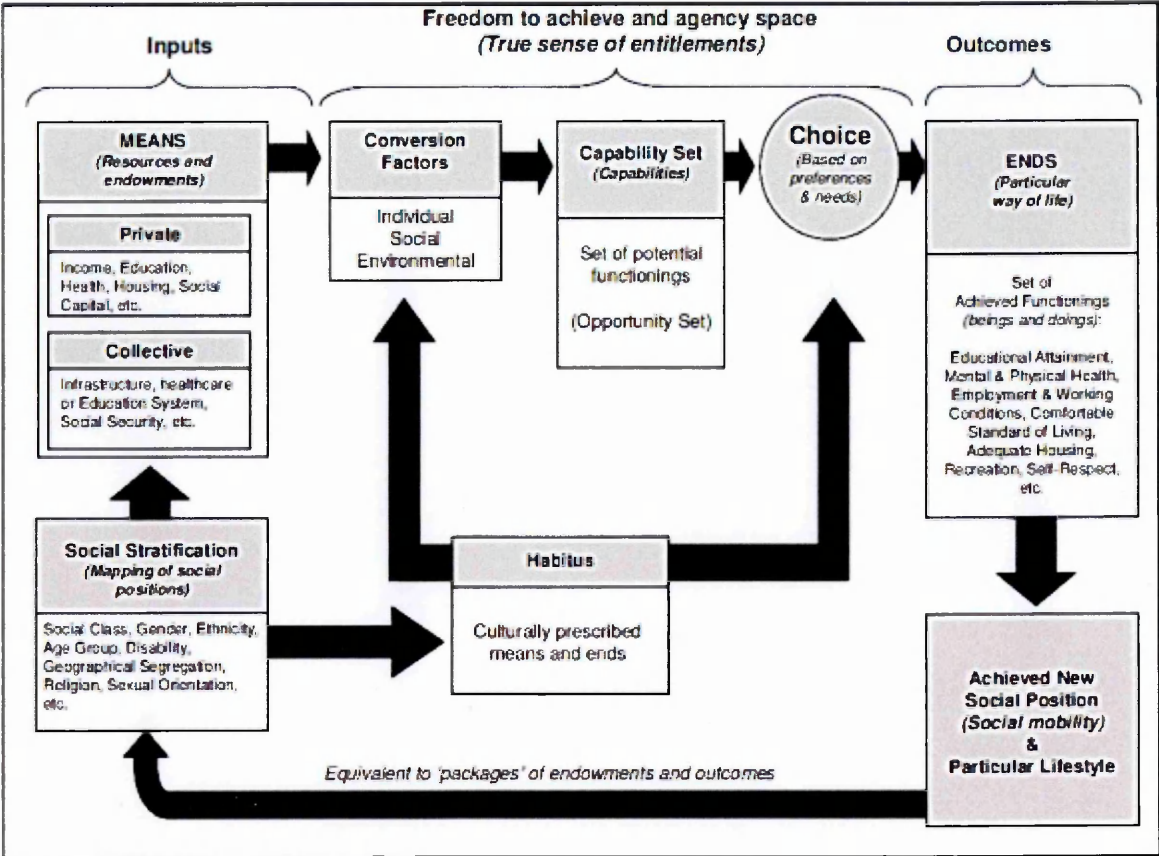 Freedom to achieve and agency space
(True sense of entitlements)
Inputs
Outcomes
MEANS
(Resources and
endowments)
Private
Income, Education,
Health, Housing, Social
Capital, etc.
Collective
Infrastructure, healthcare
or Education System,
Social Security, etc.
Conversion
Factors
Individual
Social
Environmental
Capability Set
(Capabilities)
Set of potential
functionings
(Opportunity Set)
Choice
(Based on
preferences
& needs)
ENDS
(Particular
way of life)
Set of
Achieved Functionings
(beings and doings):
Educational Attainment,
Mental & Physical Health,
Employment & Working
Conditions, Comfortable
Standard of Living,
Adequate Housing,
Recreation, Self-Respect,
etc.
Social Stratification
(Mapping of social
positions)
Social Class, Gender, Ethnicity,
Age Group, Disability,
Geographical Segregation,
Religion, Sexual Orientation,
etc.
Habitus
Culturally prescribed
means and ends
Achieved New
Social Position
(Social mobility)
&
Particular Lifestyle
Equivalent to 'packages' of endowments and outcomes